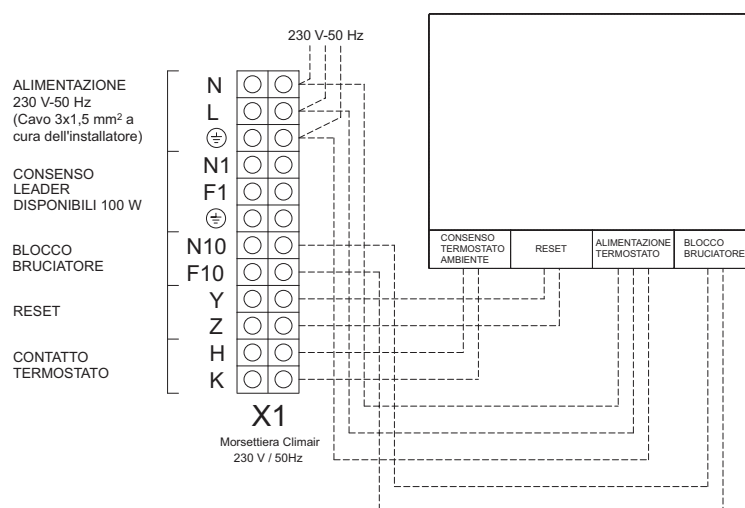 230 V-50 Hz
ALIMENTAZIONE
230 V-50 Hz
(Cavo 3x1,5 mm² a
cura dell'installatore)
CONSENSO
LEADER
DISPONIBILI 100 W
BLOCCO
BRUCIATORE
RESET
CONTATTO
TERMOSTATO
N
L
N1
F1
N10
F10
Y
Z
H
K
X1
Morsettiera Climair
230 V / 50Hz
CONSENSO
TERMOSTATO
AMBIENTE
RESET
ALIMENTAZIONE
TERMOSTATO
BLOCCO
BRUCIATORE